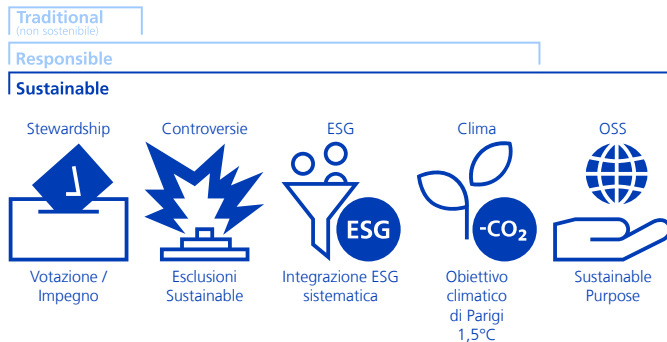 Traditional
(non sostenibile)
Responsible
Sustainable
Stewardship
Controversie
ESG
Clima
OSS
ESG
-CO₂
Votazione /
Impegno
Esclusioni
Sustainable
Integrazione ESG
sistematica
Obiettivo
climatico
di Parigi
1,5°C
Sustainable
Purpose